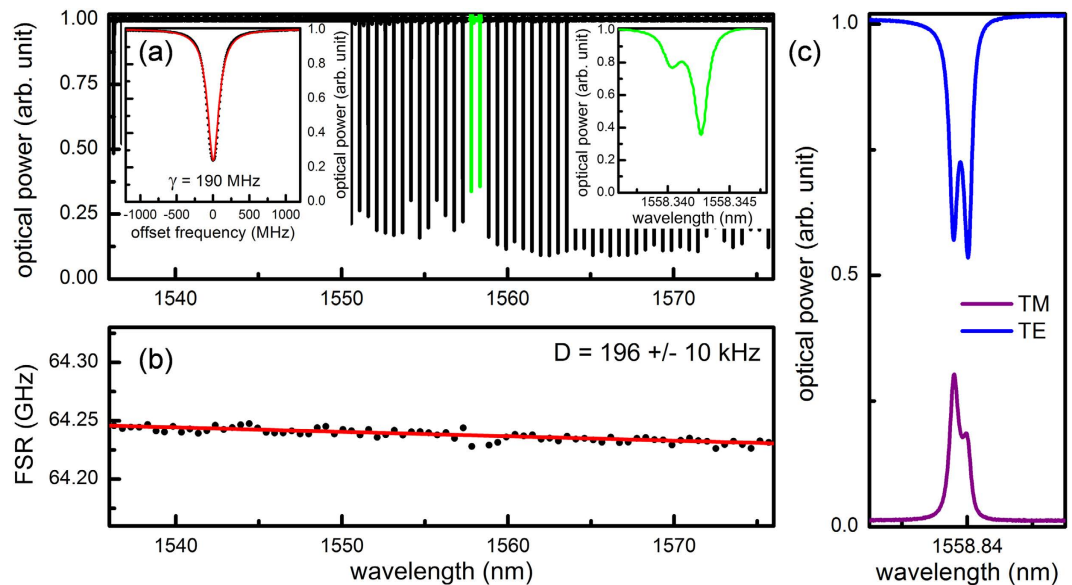 (a)
optical power (arb. unit)
1.00
0.75
0.50
0.25
0.00
1540
1550
1560
1570
γ = 190 MHz
-1000
-500
0
500
1000
offset frequency (MHz)
optical power (arb. unit)
1.0
0.8
0.6
0.4
0.2
0.0
optical power (arb. unit)
1.0
0.8
0.6
0.4
0.2
0.0
1558.340
1558.345
wavelength (nm)
(b)
D = 196 +/- 10 kHz
FSR (GHz)
64.30
64.25
64.20
1540
1550
1560
1570
wavelength (nm)
(c)
optical power (arb. unit)
1.0
0.5
0.0
TM
TE
1558.84
wavelength (nm)